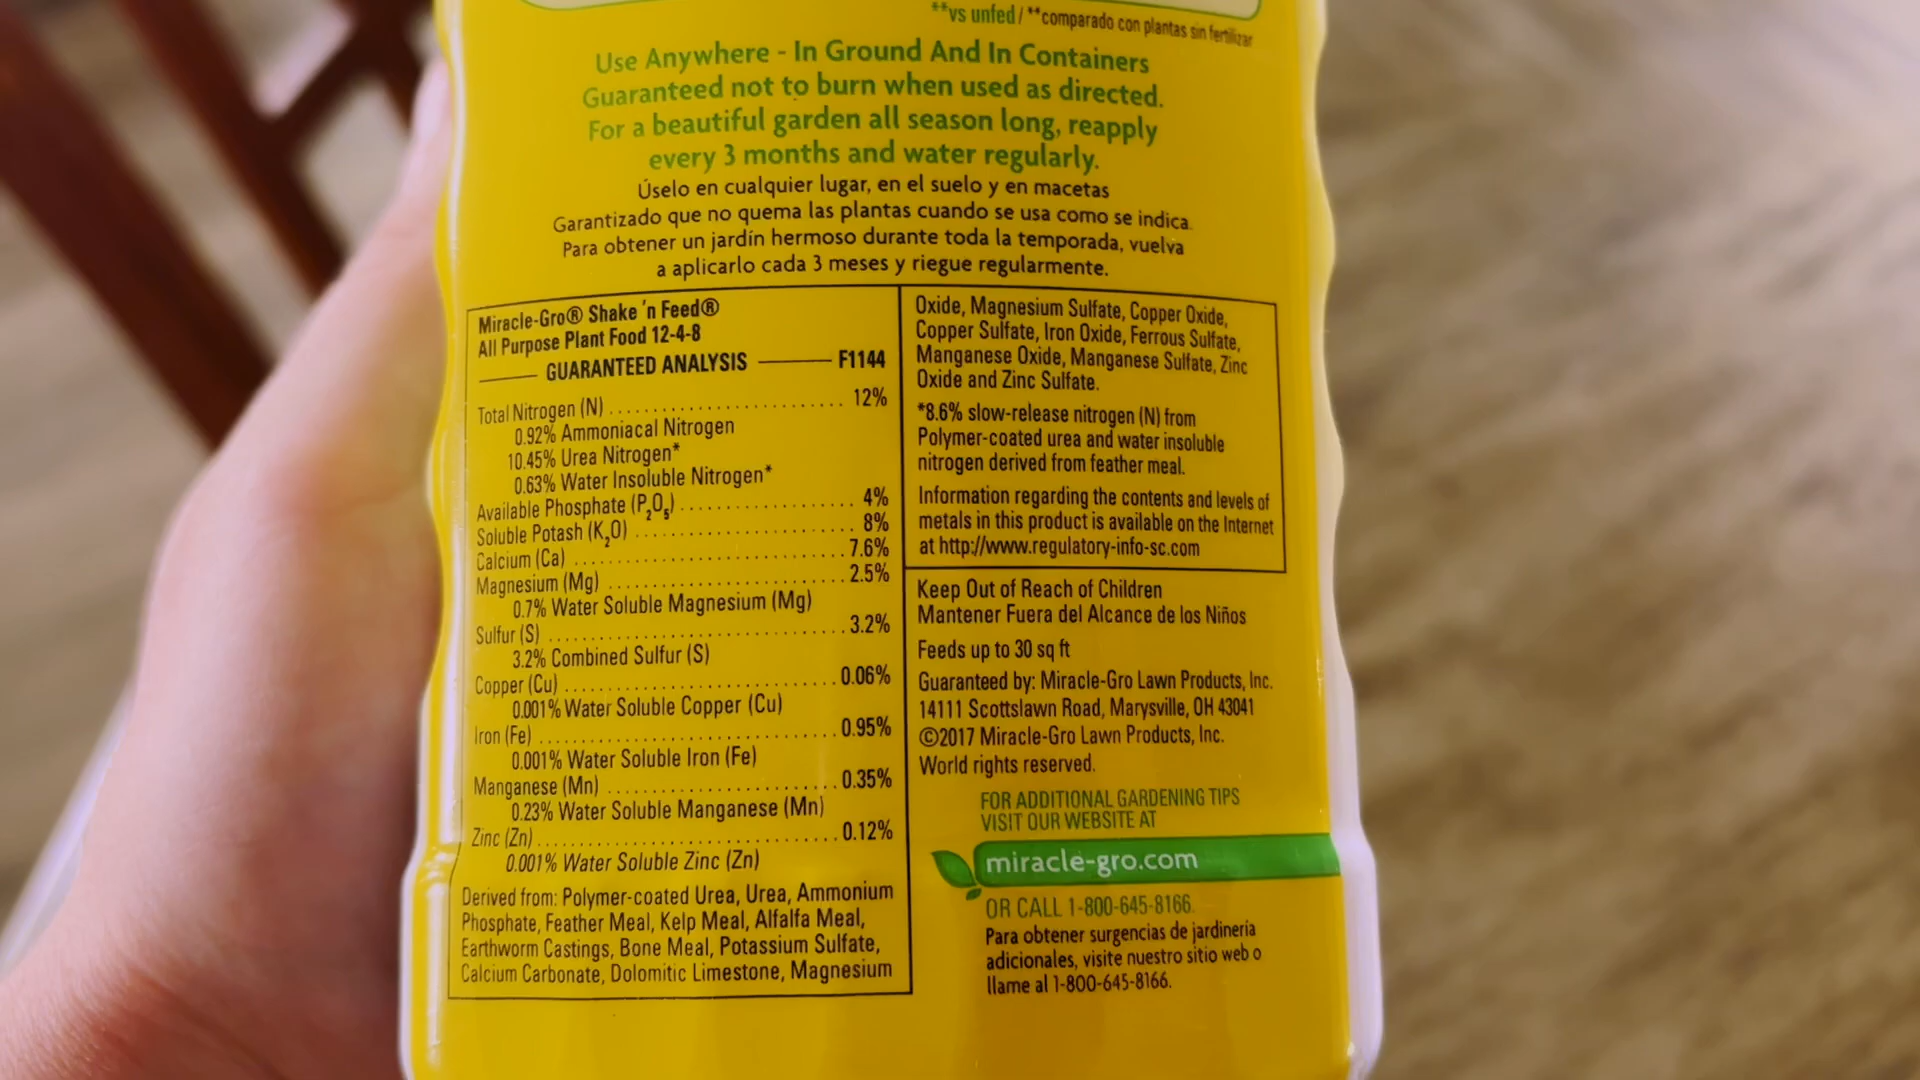 **vs unfed / **comparado con plantas sin fertilizar
Use Anywhere - In Ground And In Containers
Guaranteed not to burn when used as directed.
For a beautiful garden all season long, reapply
every 3 months and water regularly.
Úselo en cualquier lugar, en el suelo y en macetas
Garantizado que no quema las plantas cuando se usa como se indica.
Para obtener un jardín hermoso durante toda la temporada, vuelva
a aplicarlo cada 3 meses y riegue regularmente.
Miracle-Gro® Shake 'n Feed®
All Purpose Plant Food 12-4-8
GUARANTEED ANALYSIS F1144
Total Nitrogen (N) 12%
0.92% Ammoniacal Nitrogen
10.45% Urea Nitrogen*
0.63% Water Insoluble Nitrogen*
Available Phosphate (P₂O₅) 4%
Soluble Potash (K₂O) 8%
Calcium (Ca) 7.6%
Magnesium (Mg) 2.5%
0.7% Water Soluble Magnesium (Mg)
Sulfur (S) 3.2%
3.2% Combined Sulfur (S)
Copper (Cu) 0.06%
0.001% Water Soluble Copper (Cu)
Iron (Fe) 0.95%
0.001% Water Soluble Iron (Fe)
Manganese (Mn) 0.35%
0.23% Water Soluble Manganese (Mn)
Zinc (Zn) 0.12%
0.001% Water Soluble Zinc (Zn)
Derived from: Polymer-coated Urea, Urea, Ammonium
Phosphate, Feather Meal, Kelp Meal, Alfalfa Meal,
Earthworm Castings, Bone Meal, Potassium Sulfate,
Calcium Carbonate, Dolomitic Limestone, Magnesium
Oxide, Magnesium Sulfate, Copper Oxide,
Copper Sulfate, Iron Oxide, Ferrous Sulfate,
Manganese Oxide, Manganese Sulfate, Zinc
Oxide and Zinc Sulfate.
*8.6% slow-release nitrogen (N) from
Polymer-coated urea and water insoluble
nitrogen derived from feather meal.
Information regarding the contents and levels of
metals in this product is available on the Internet
at http://www.regulatory-info-sc.com
Keep Out of Reach of Children
Mantener Fuera del Alcance de los Niños
Feeds up to 30 sq ft
Guaranteed by: Miracle-Gro Lawn Products, Inc.
14111 Scottslawn Road, Marysville, OH 43041
©2017 Miracle-Gro Lawn Products, Inc.
World rights reserved.
FOR ADDITIONAL GARDENING TIPS
VISIT OUR WEBSITE AT
miracle-gro.com
OR CALL 1-800-645-8166.
Para obtener surgencias de jardineria
adicionales, visite nuestro sitio web o
llame al 1-800-645-8166.